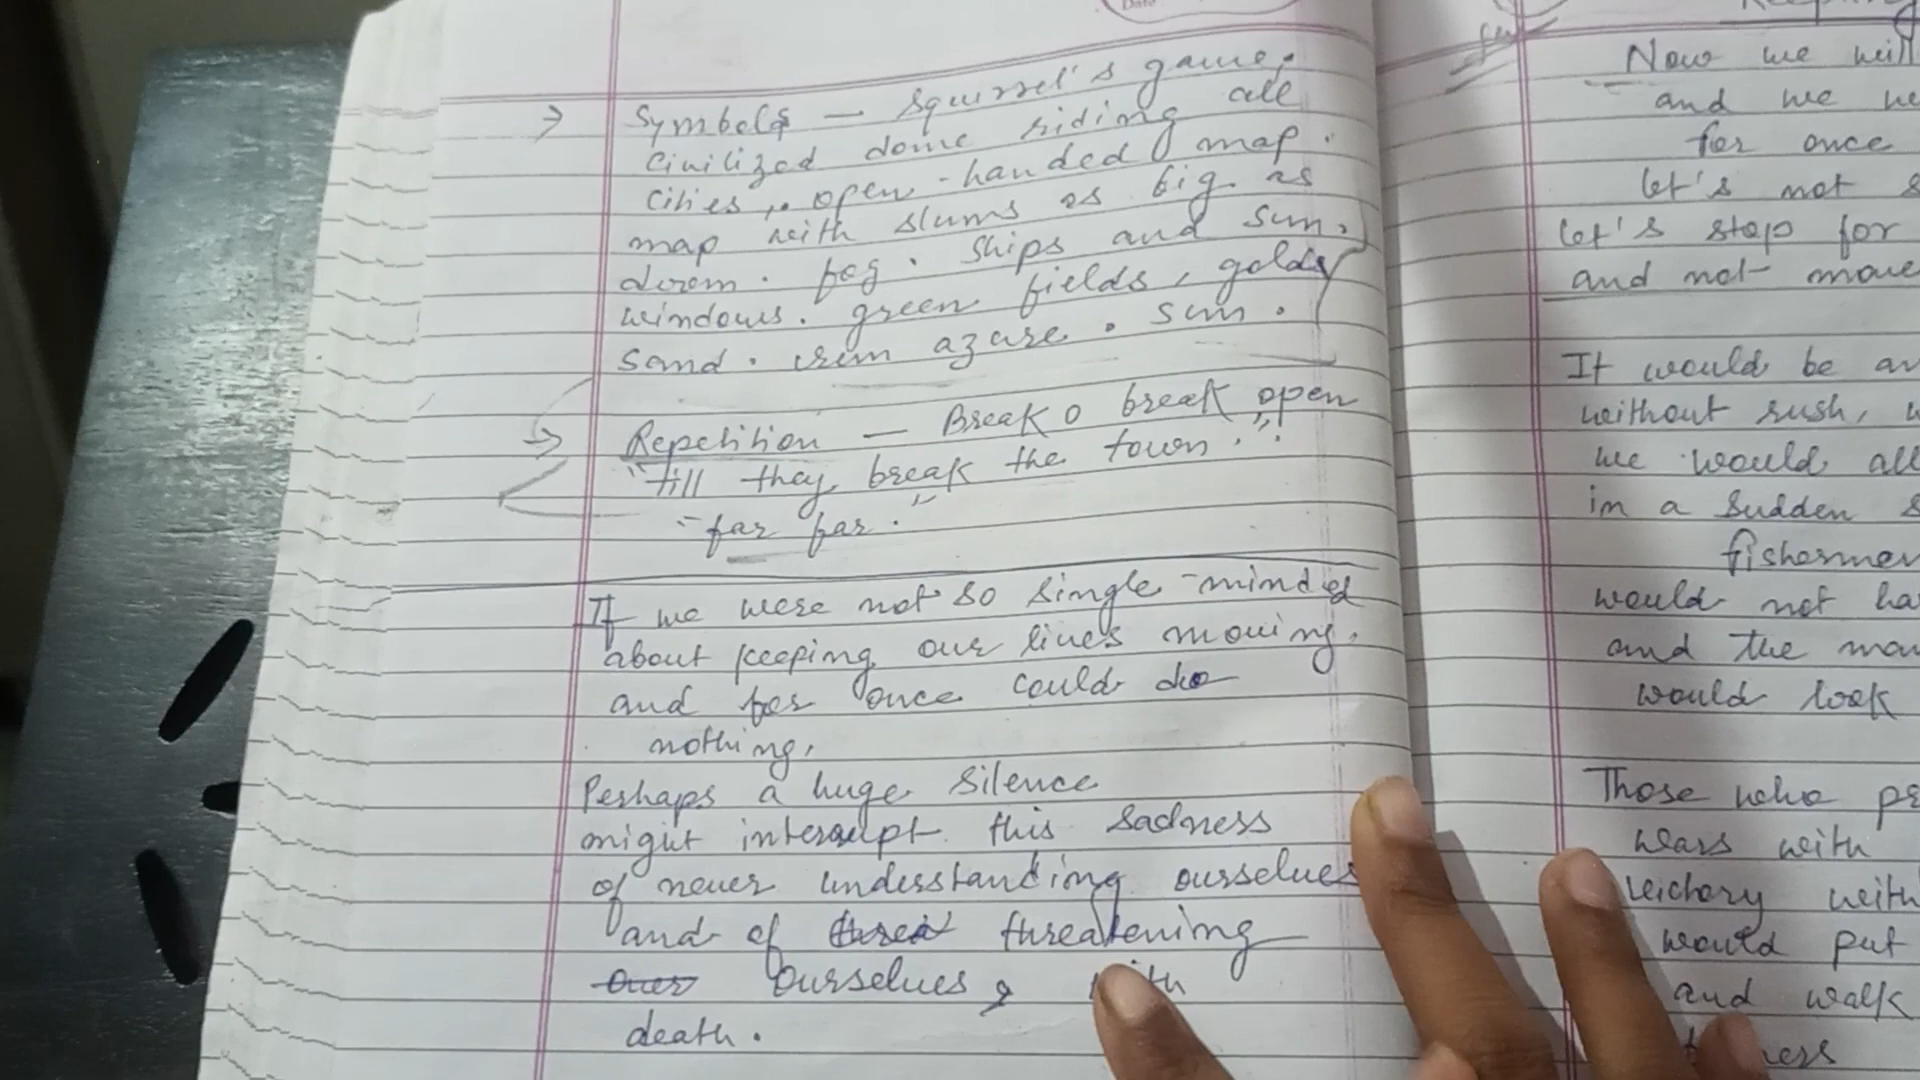 Date
→ Symbols — Squirrel's game,
civilized dome riding all
cities, open-handed map.
map with slums as big as
doom. fog. Ships and sun.
windows. green fields, gold
sand. azure. sun.
→ Repetition — Break o break open
"till they break the town".
"far far."
If we were not so single-minded
about keeping our lives moving,
and for once could do
nothing,
Perhaps a huge silence
might interrupt this sadness
of never understanding ourselves
and of threat threatening
Over ourselves, with
death.
Keeping
Now we will
and we
for once
let's not
let's stop for
and not move
It would be
without rush,
we would all
in a sudden
fishermen
would not
and the
would look
Those who
wars with
victory with
would put
and walk